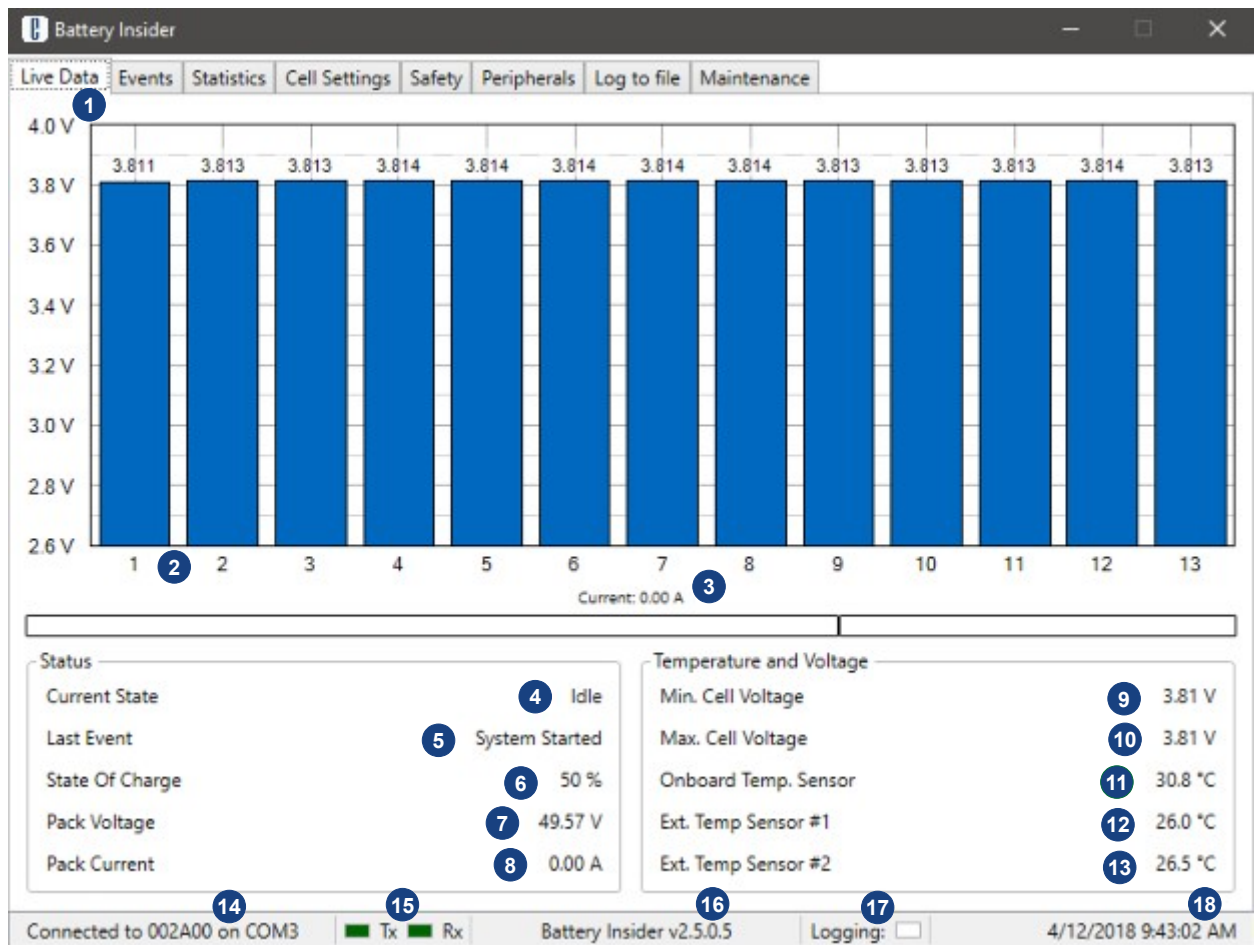 Battery Insider
Live Data Events Statistics Cell Settings Safety Peripherals Log to file Maintenance
1
4.0 V
3.811 3.813 3.813 3.814 3.814 3.814 3.814 3.814 3.813 3.813 3.813 3.814 3.813
3.8 V
3.6 V
3.4 V
3.2 V
3.0 V
2.8 V
2.6 V
1 2 2 3 4 5 6 7 8 9 10 11 12 13
Current: 0.00 A 3
Status
Current State 4 Idle
Last Event 5 System Started
State Of Charge 6 50 %
Pack Voltage 7 49.57 V
Pack Current 8 0.00 A
Temperature and Voltage
Min. Cell Voltage 9 3.81 V
Max. Cell Voltage 10 3.81 V
Onboard Temp. Sensor 11 30.8 °C
Ext. Temp Sensor #1 12 26.0 °C
Ext. Temp Sensor #2 13 26.5 °C
14 15 16 17 18
Connected to 002A00 on COM3 Tx Rx Battery Insider v2.5.0.5 Logging: 4/12/2018 9:43:02 AM